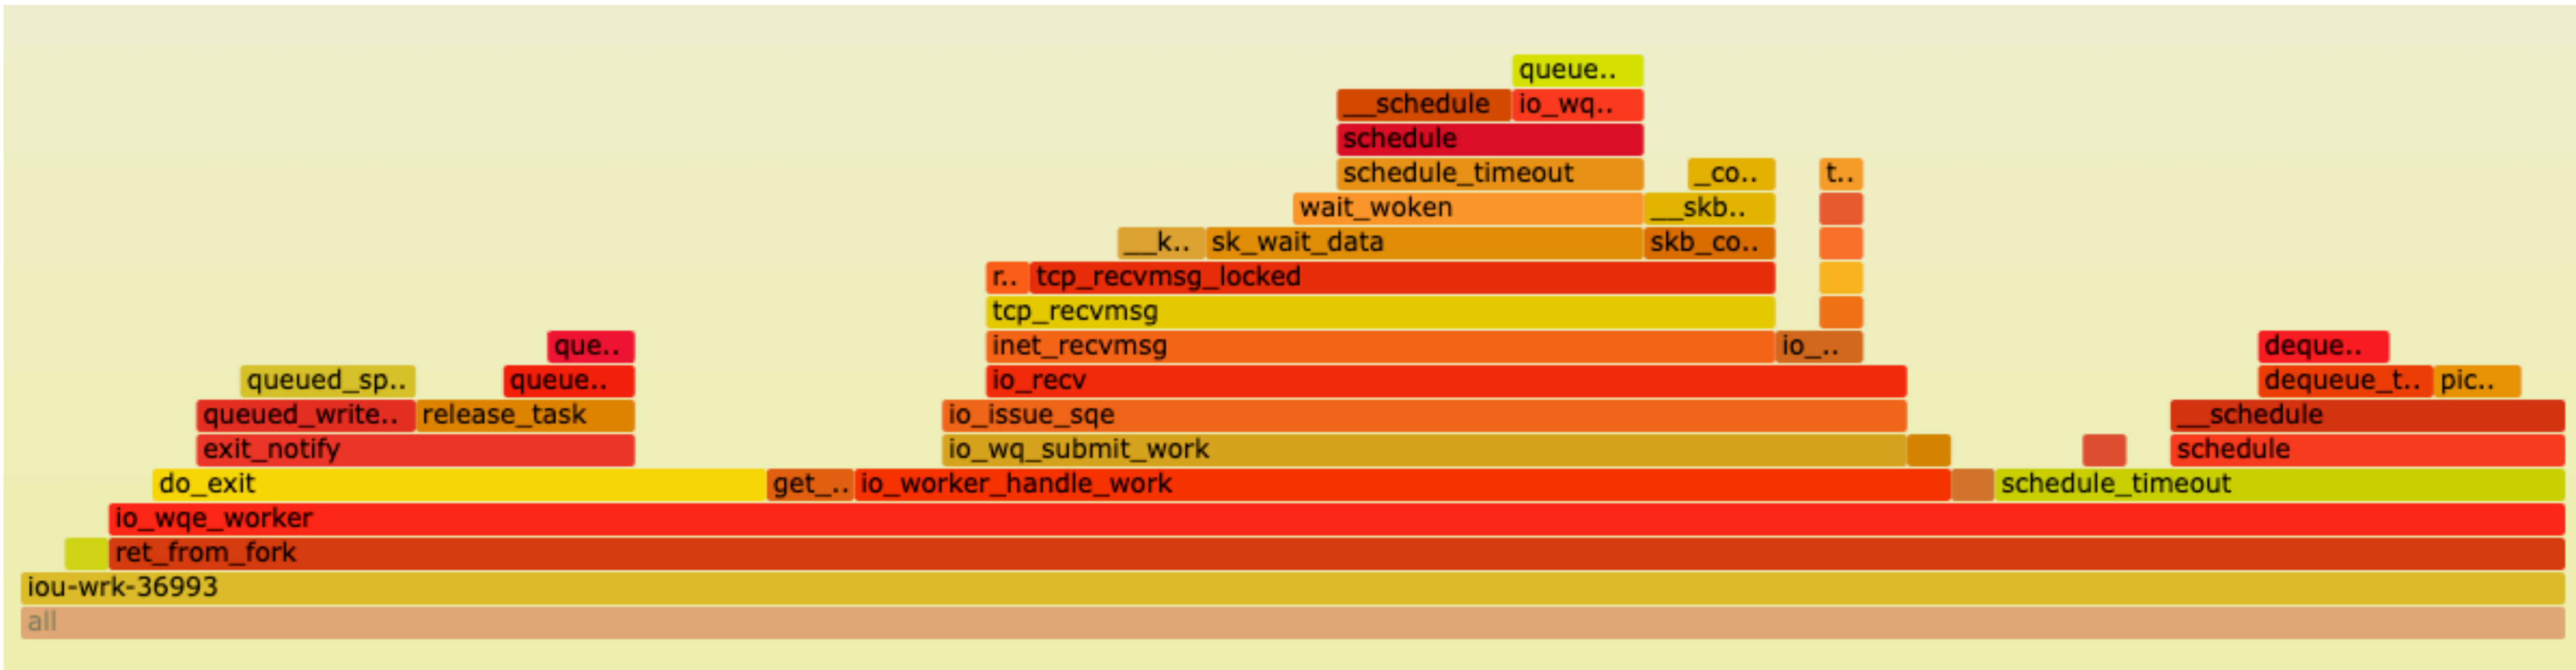 queue..
__schedule io_wq..
schedule
schedule_timeout _co.. t..
wait_woken __skb..
__k.. sk_wait_data skb_co..
r.. tcp_recvmsg_locked
tcp_recvmsg
que.. inet_recvmsg io_.. deque..
queued_sp.. queue.. io_recv dequeue_t.. pic..
queued_write.. release_task io_issue_sqe __schedule
exit_notify io_wq_submit_work schedule
do_exit get_.. io_worker_handle_work schedule_timeout
io_wqe_worker
ret_from_fork
iou-wrk-36993
all